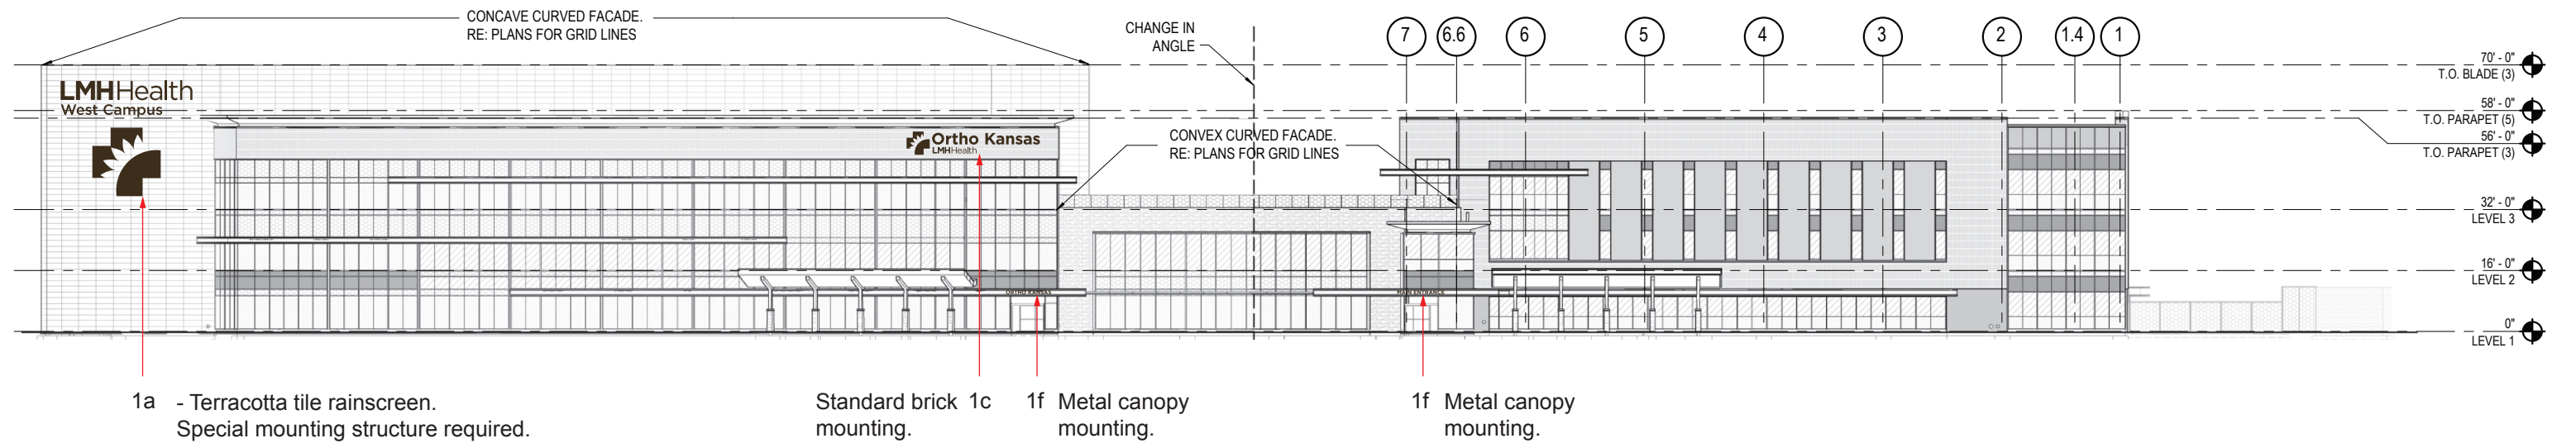 CONCAVE CURVED FACADE.
RE: PLANS FOR GRID LINES
CHANGE IN
ANGLE
7
6.6
6
5
4
3
2
1.4
1
70' - 0"
T.O. BLADE (3)
58' - 0"
T.O. PARAPET (5)
56' - 0"
T.O. PARAPET (3)
32' - 0"
LEVEL 3
16' - 0"
LEVEL 2
0"
LEVEL 1
LMHHealth
West Campus
Ortho Kansas
LMHHealth
CONVEX CURVED FACADE.
RE: PLANS FOR GRID LINES
ORTHO KANSAS
MAIN ENTRANCE
1a - Terracotta tile rainscreen.
Special mounting structure required.
Standard brick 1c
mounting.
1f Metal canopy
mounting.
1f Metal canopy
mounting.